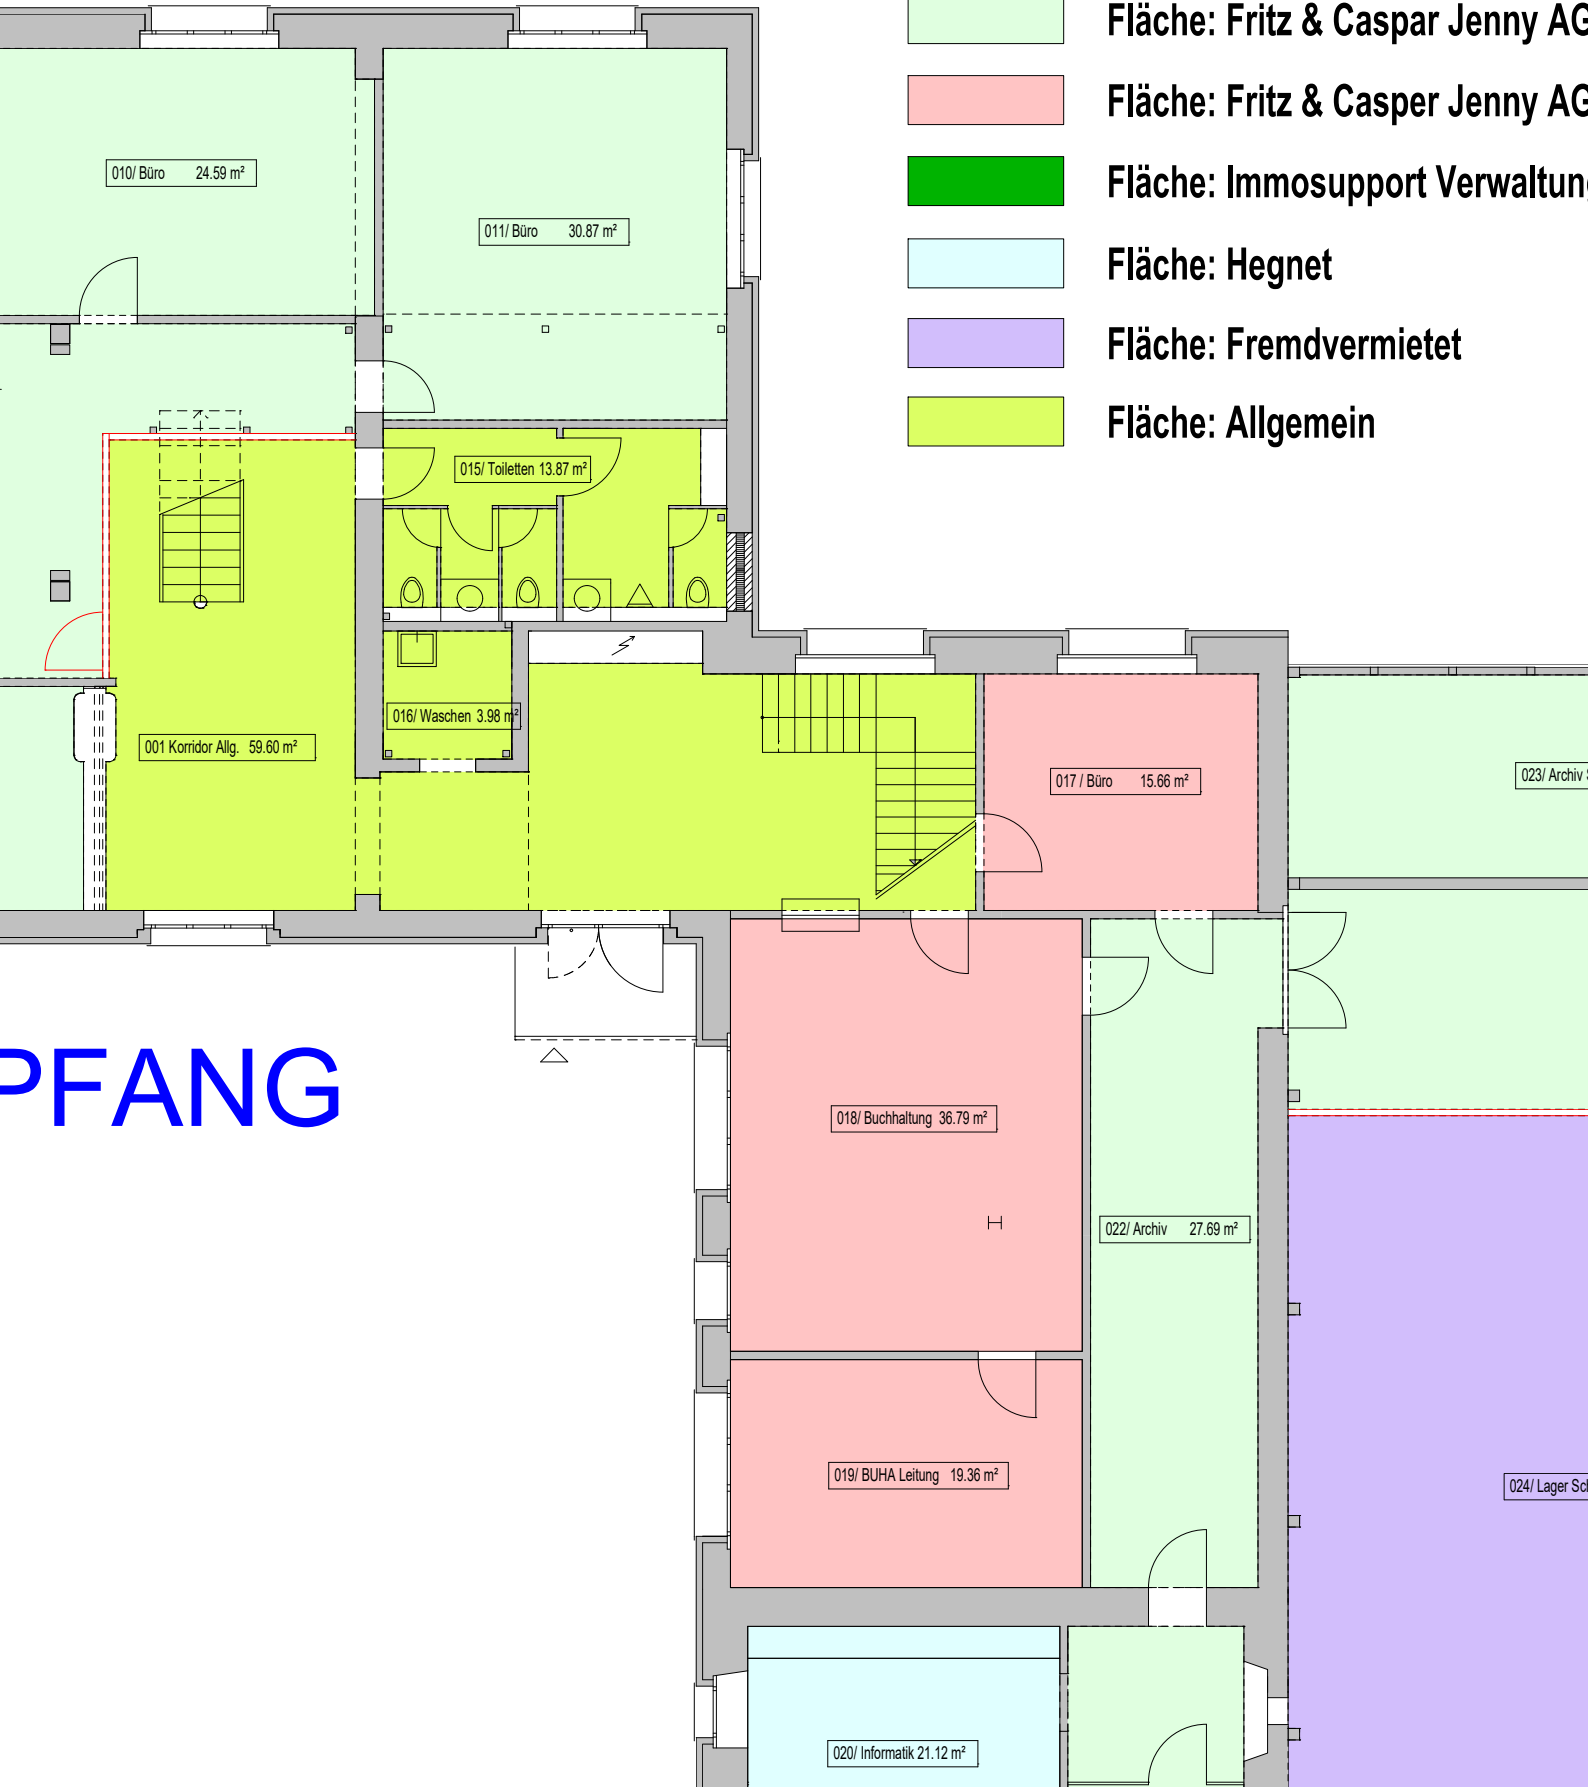 Fläche: Fritz & Caspar Jenny AG
Fläche: Fritz & Casper Jenny AG
Fläche: Immosupport Verwaltung
Fläche: Hegnet
Fläche: Fremdvermietet
Fläche: Allgemein
010/ Büro 24.59 m²
011/ Büro 30.87 m²
015/ Toiletten 13.87 m²
016/ Waschen 3.98 m²
001 Korridor Allg. 59.60 m²
017 / Büro 15.66 m²
023/ Archiv
PFANG
018/ Buchhaltung 36.79 m²
022/ Archiv 27.69 m²
019/ BUHA Leitung 19.36 m²
024/ Lager Sch
020/ Informatik 21.12 m²